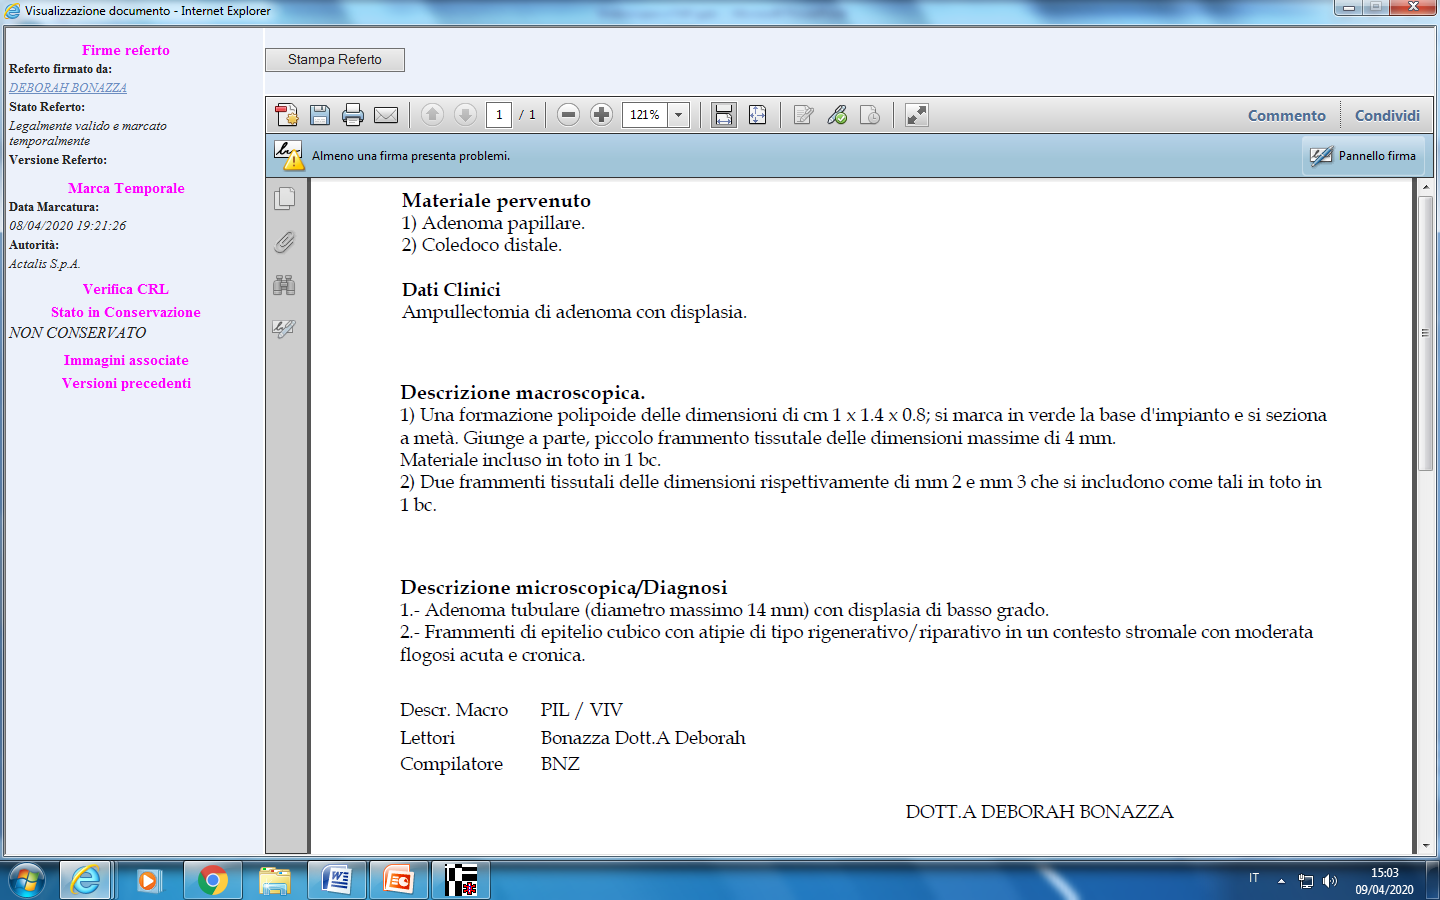 Visualizzazione documento - Internet Explorer
Firme referto
Referto firmato da:
DEBORAH BONAZZA
Stato Referto:
Legalmente valido e marcato
temporalmente
Versione Referto:
Marca Temporale
Data Marcatura:
08/04/2020 19:21:26
Autorità:
Actalis S.p.A.
Verifica CRL
Stato in Conservazione
NON CONSERVATO
Immagini associate
Versioni precedenti
Stampa Referto
1 / 1
121%
Commento
Condividi
Almeno una firma presenta problemi.
Pannello firma
Materiale pervenuto
1) Adenoma papillare.
2) Coledoco distale.
Dati Clinici
Ampullectomia di adenoma con displasia.
Descrizione macroscopica.
1) Una formazione polipoide delle dimensioni di cm 1 x 1.4 x 0.8; si marca in verde la base d'impianto e si seziona
a metà. Giunge a parte, piccolo frammento tissutale delle dimensioni massime di 4 mm.
Materiale incluso in toto in 1 bc.
2) Due frammenti tissutali delle dimensioni rispettivamente di mm 2 e mm 3 che si includono come tali in toto in
1 bc.
Descrizione microscopica/Diagnosi
1.- Adenoma tubulare (diametro massimo 14 mm) con displasia di basso grado.
2.- Frammenti di epitelio cubico con atipie di tipo rigenerativo/riparativo in un contesto stromale con moderata
flogosi acuta e cronica.
Descr. Macro PIL / VIV
Lettori Bonazza Dott.A Deborah
Compilatore BNZ
DOTT.A DEBORAH BONAZZA
IT
15:03
09/04/2020